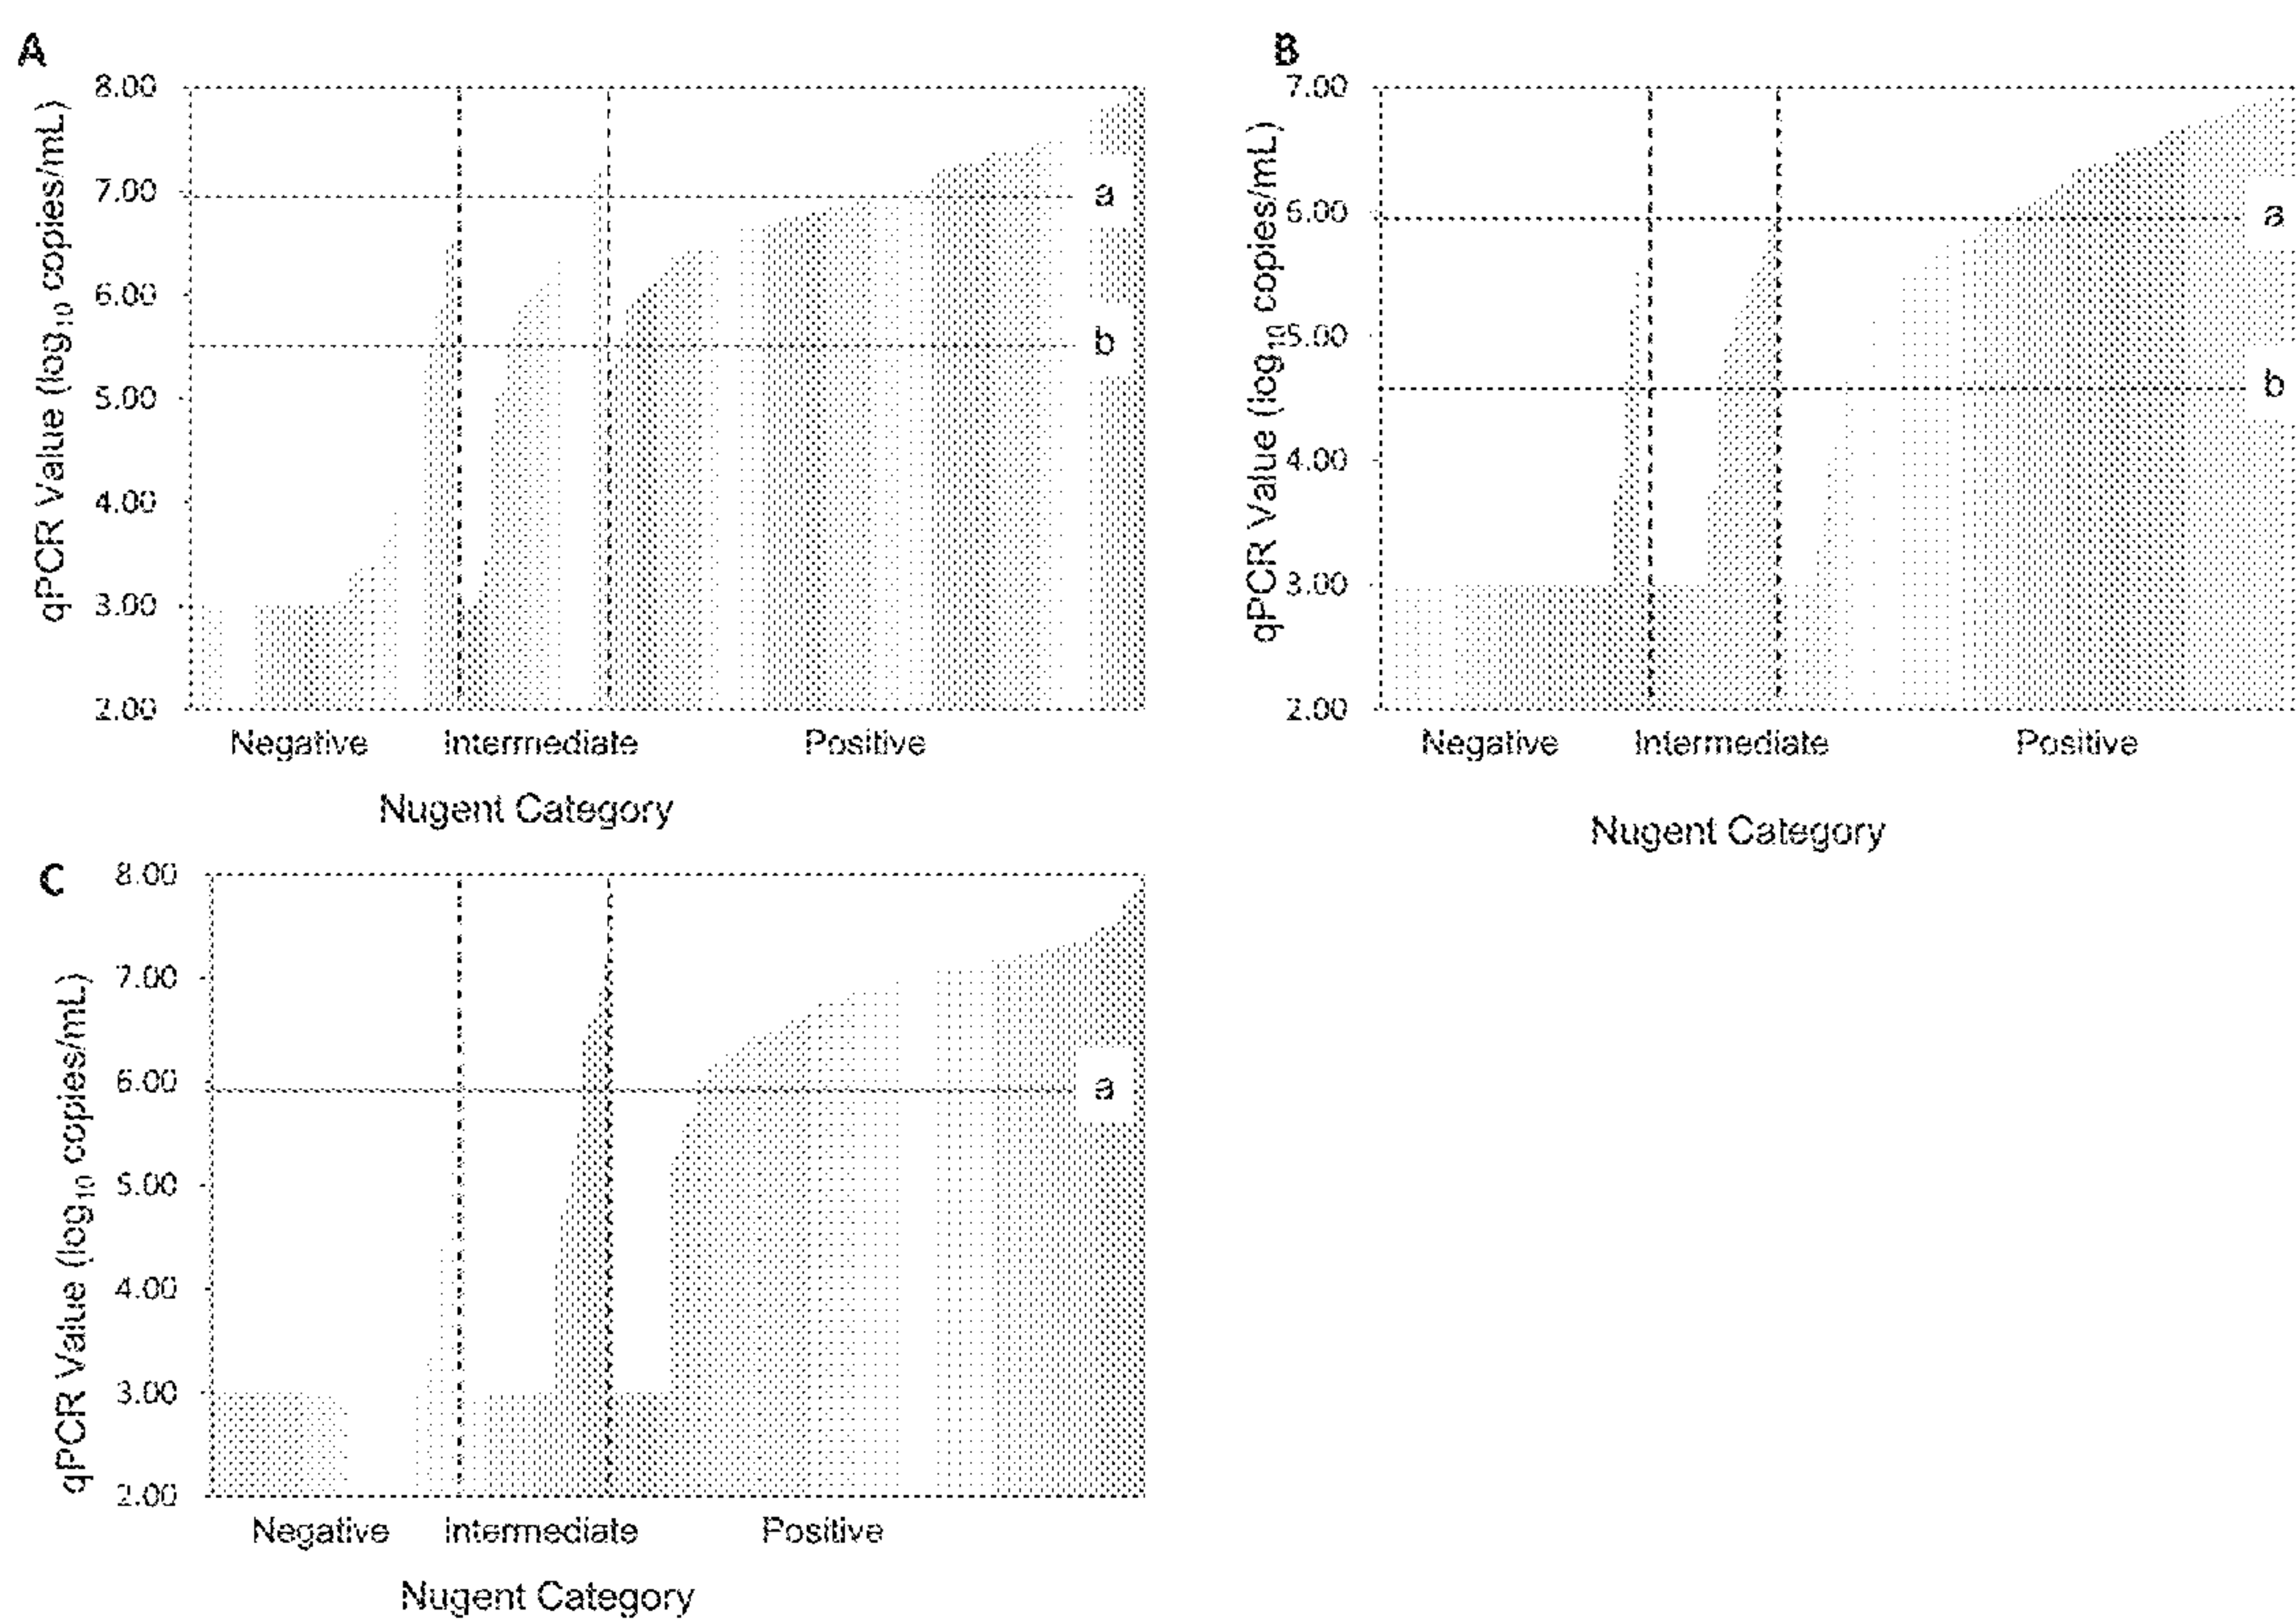 A
8.00
7.00
6.00
5.00
4.00
3.00
2.00
qPCR Value (log10 copies/mL)
a
b
Negative Intermediate Positive
Nugent Category
B
7.00
6.00
5.00
4.00
3.00
2.00
qPCR Value (log10 copies/mL)
a
b
Negative Intermediate Positive
Nugent Category
C
8.00
7.00
6.00
5.00
4.00
3.00
2.00
qPCR Value (log10 copies/mL)
a
Negative Intermediate Positive
Nugent Category